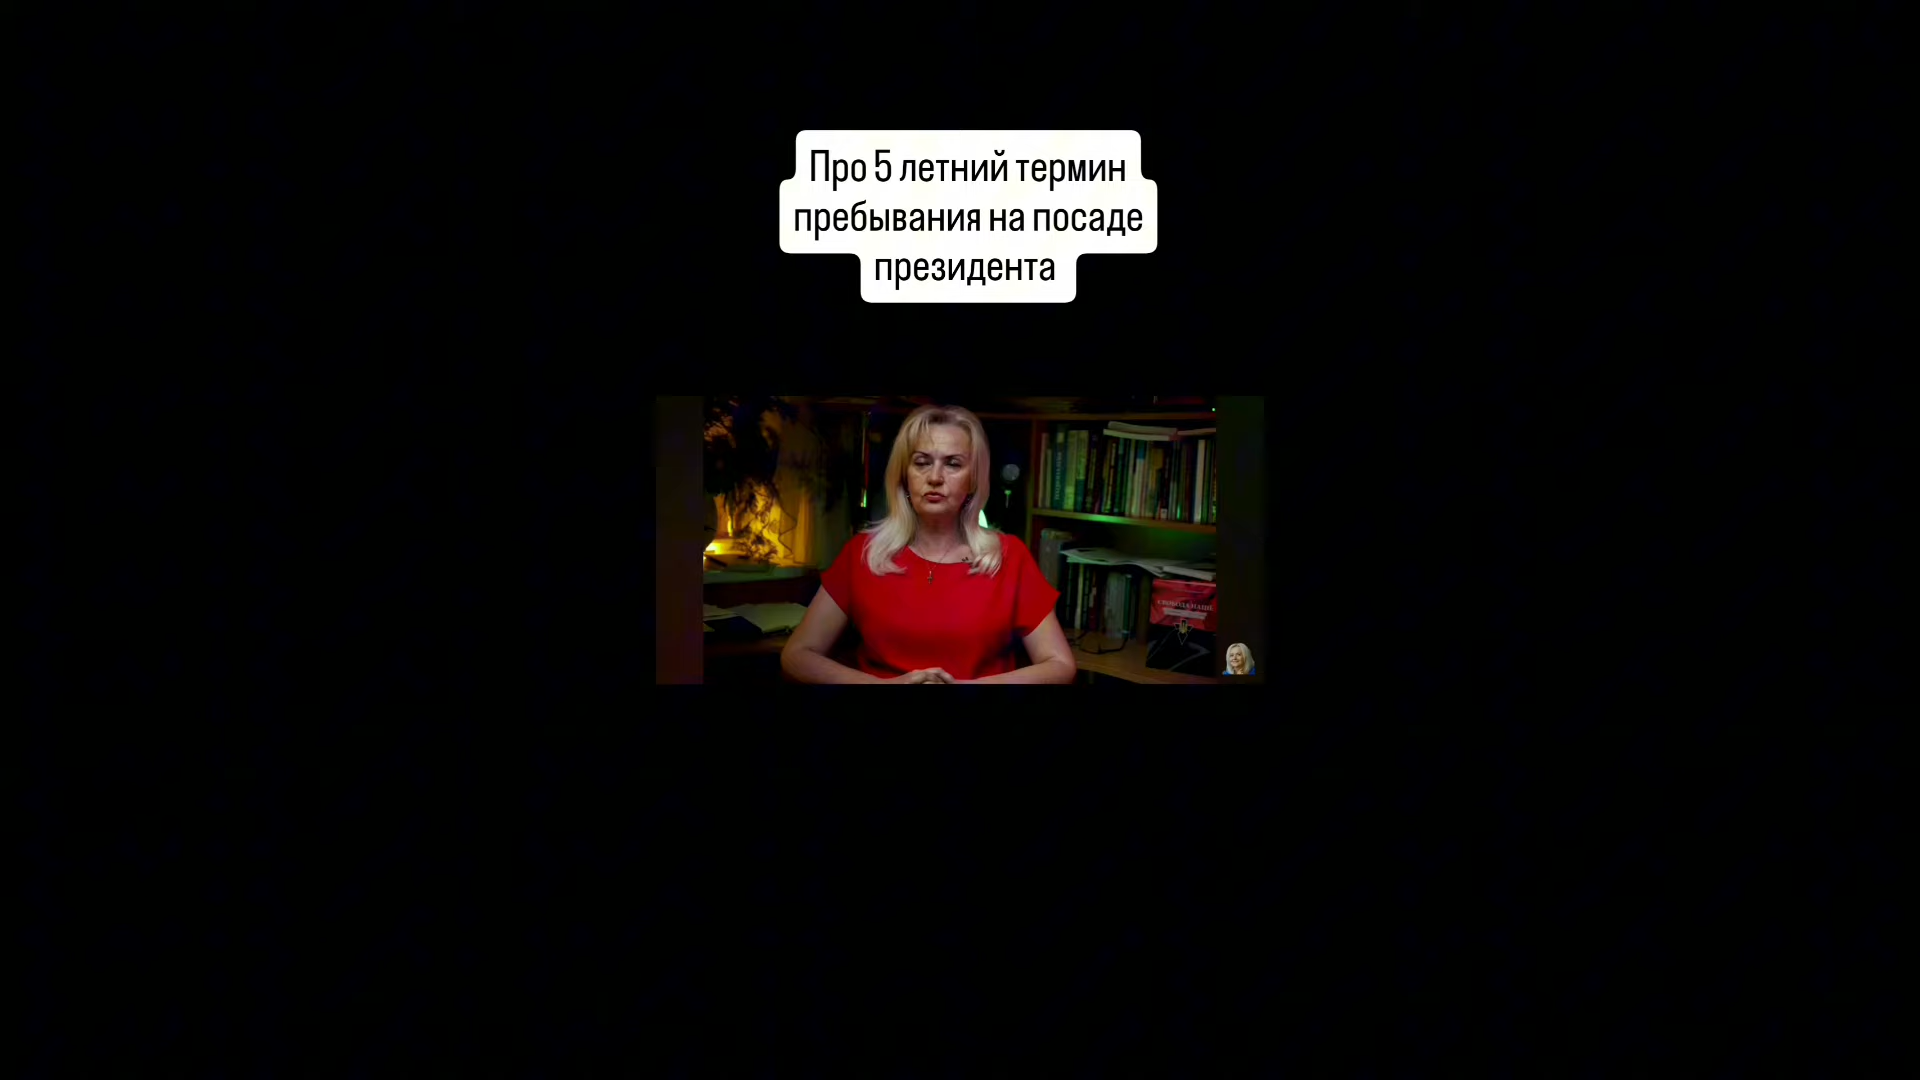 Про 5 летний термин
пребывания на посаде
президента